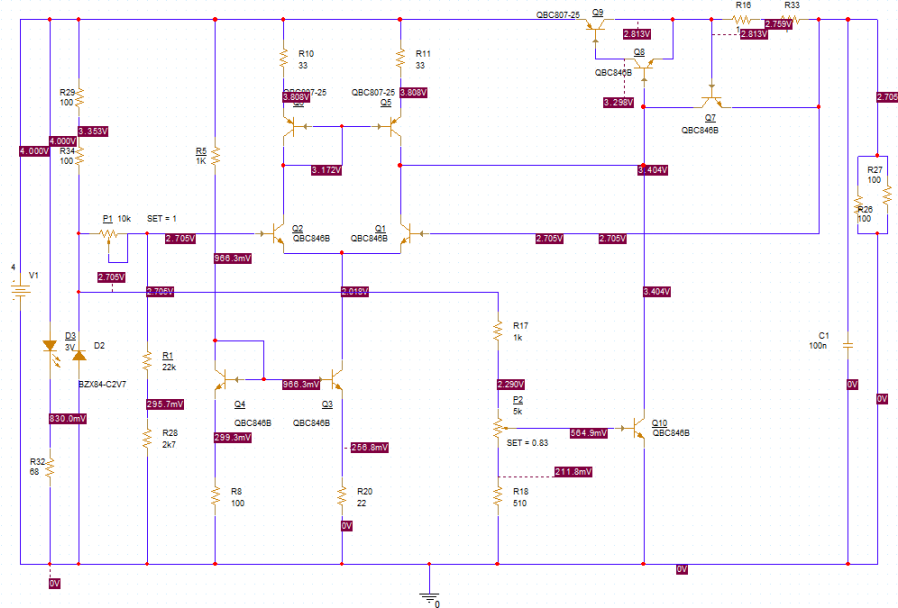 QBC807-25
Q9
R16
R33
2.759V
1
2.813V
2.813V
Q8
QBC846B
3.298V
R10
33
R11
33
QBC807-25
3.808V
QBC807-25
3.808V
Q5
R29
100
3.353V
4.000V
4.000V
R34
100
R5
1K
3.172V
3.404V
Q7
QBC846B
2.705V
R27
100
R26
100
P1
10k
SET = 1
2.705V
Q2
QBC846B
Q1
QBC846B
2.705V
2.705V
966.3mV
4
V1
2.705V
2.705V
2.018V
3.404V
D3
3V
D2
BZX84-C2V7
R1
22k
R17
1k
C1
100n
966.3mV
2.290V
0V
0V
830.0mV
295.7mV
Q4
QBC846B
Q3
QBC846B
P2
5k
SET = 0.83
564.9mV
Q10
QBC846B
R28
2k7
299.3mV
256.8mV
R32
68
R8
100
R20
22
211.8mV
R18
510
0V
0V
0V
0